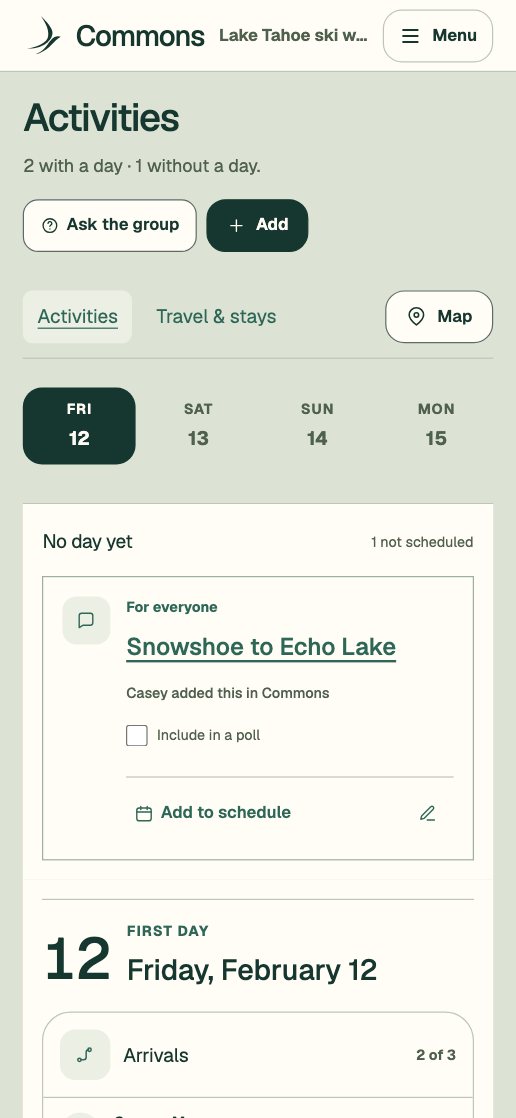 Commons
Lake Tahoe ski w...
Menu
Activities
2 with a day · 1 without a day.
Ask the group
Add
Activities
Travel & stays
Map
FRI
12
SAT
13
SUN
14
MON
15
No day yet
1 not scheduled
For everyone
Snowshoe to Echo Lake
Casey added this in Commons
Include in a poll
Add to schedule
12
FIRST DAY
Friday, February 12
Arrivals
2 of 3